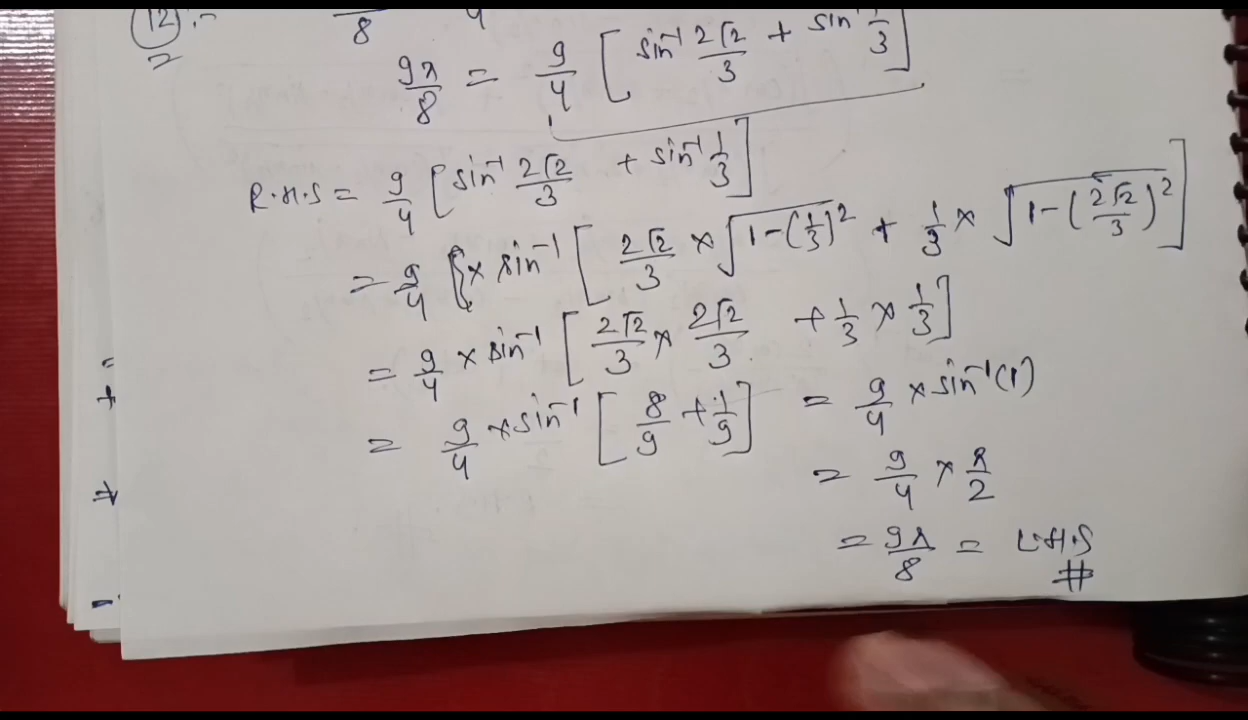 (12) :-
8 4
9π/8 = 9/4 [ sin⁻¹ 2√2/3 + sin⁻¹ 1/3 ]
R.H.S = 9/4 [ sin⁻¹ 2√2/3 + sin⁻¹ 1/3 ]
= 9/4 × sin⁻¹ [ 2√2/3 × √(1-(1/3)²) + 1/3 × √(1-(2√2/3)²) ]
= 9/4 × sin⁻¹ [ 2√2/3 × 2√2/3 + 1/3 × 1/3 ]
= 9/4 × sin⁻¹ [ 8/9 + 1/9 ] = 9/4 × sin⁻¹(1)
= 9/4 × π/2
= 9π/8 = L.H.S
#